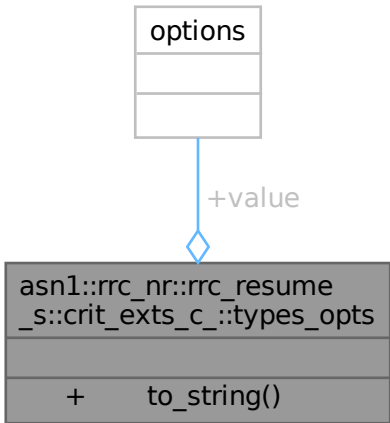 options
+value
asn1::rrc_nr::rrc_resume
_s::crit_exts_c_::types_opts
+ to_string()